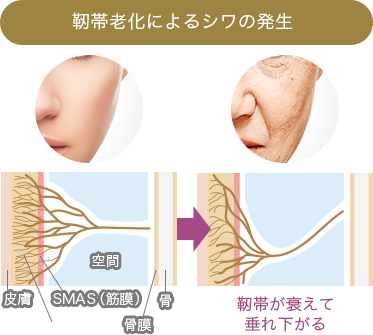 靭帯老化によるシワの発生
空間
皮膚
SMAS（筋膜）
骨
骨膜
靭帯が衰えて
垂れ下がる